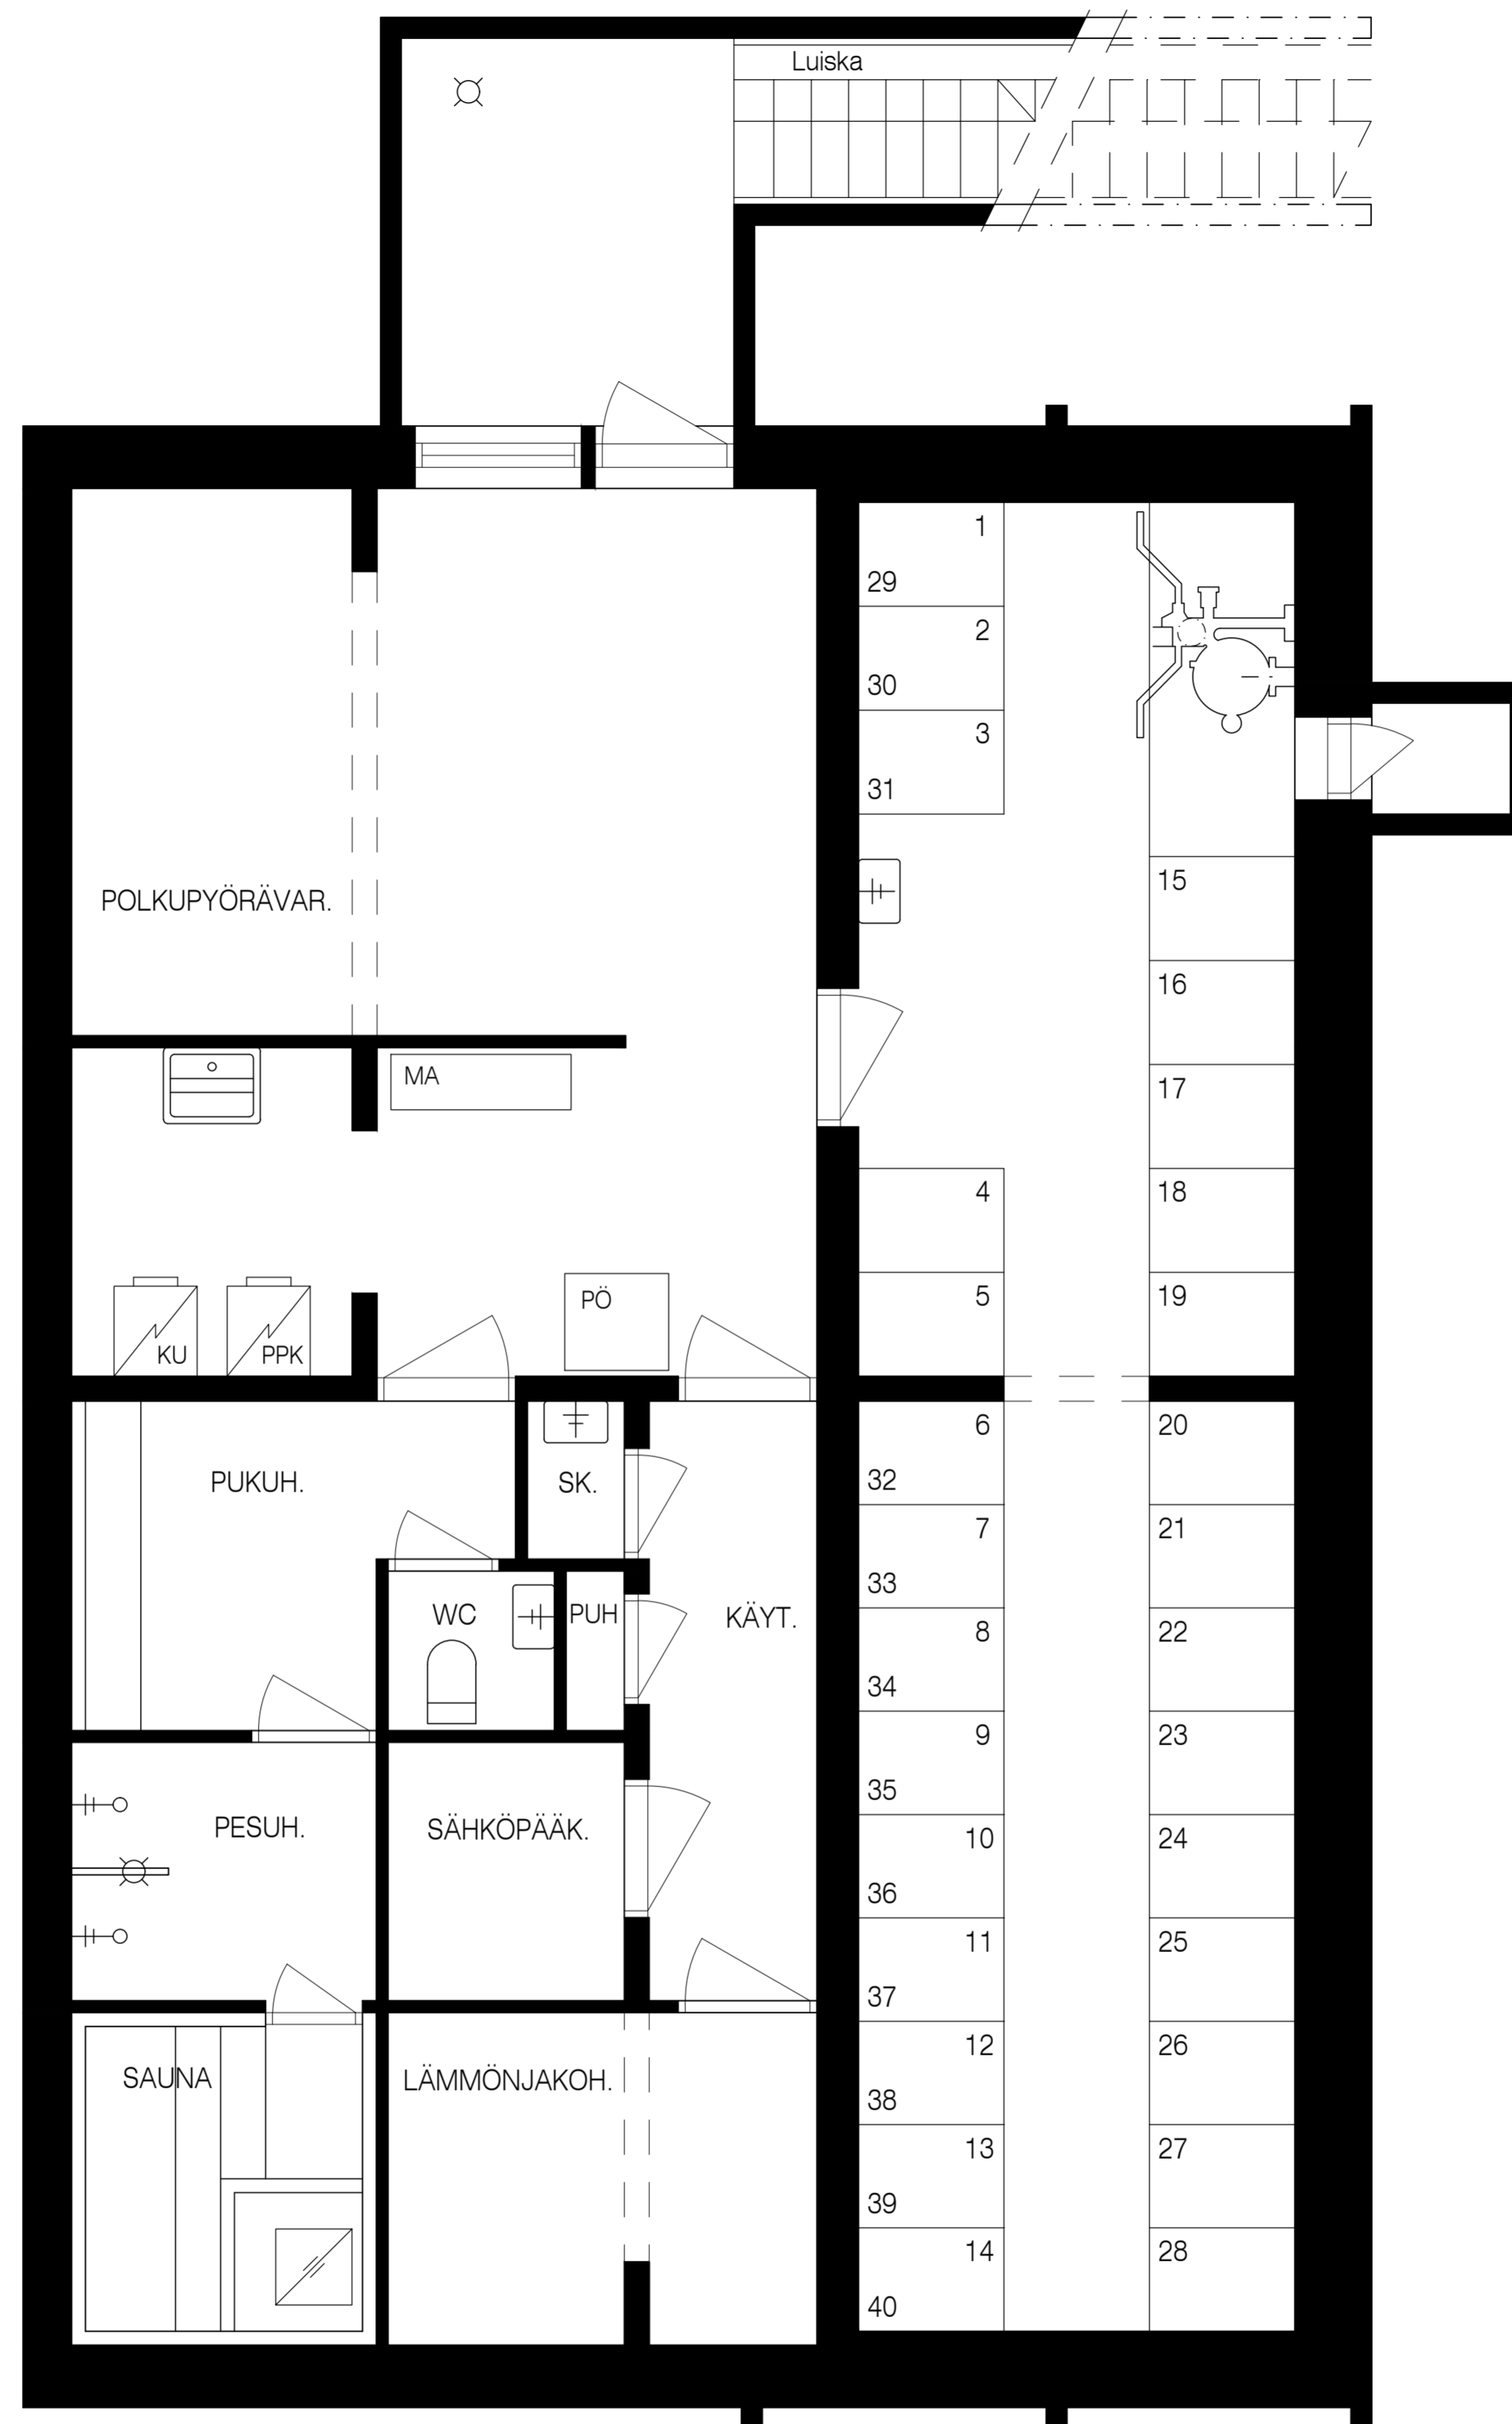 Luiska
1
29
2
30
3
31
15
POLKUPYÖRÄVAR.
16
MA
17
4
18
5
19
PÖ
KU
PPK
6
20
32
PUKUH.
SK.
7
21
33
WC
PUH
KÄYT.
8
22
34
9
23
35
PESUH.
SÄHKÖPÄÄK.
10
24
36
11
25
37
12
26
38
SAUNA
LÄMMÖNJAKOH.
13
27
39
14
28
40